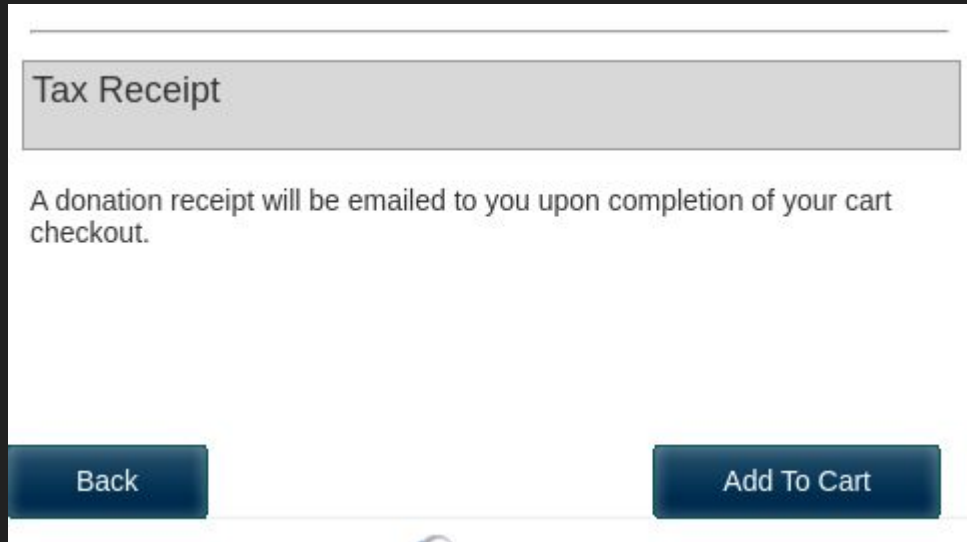 Tax Receipt
A donation receipt will be emailed to you upon completion of your cart
checkout.
Back
Add To Cart